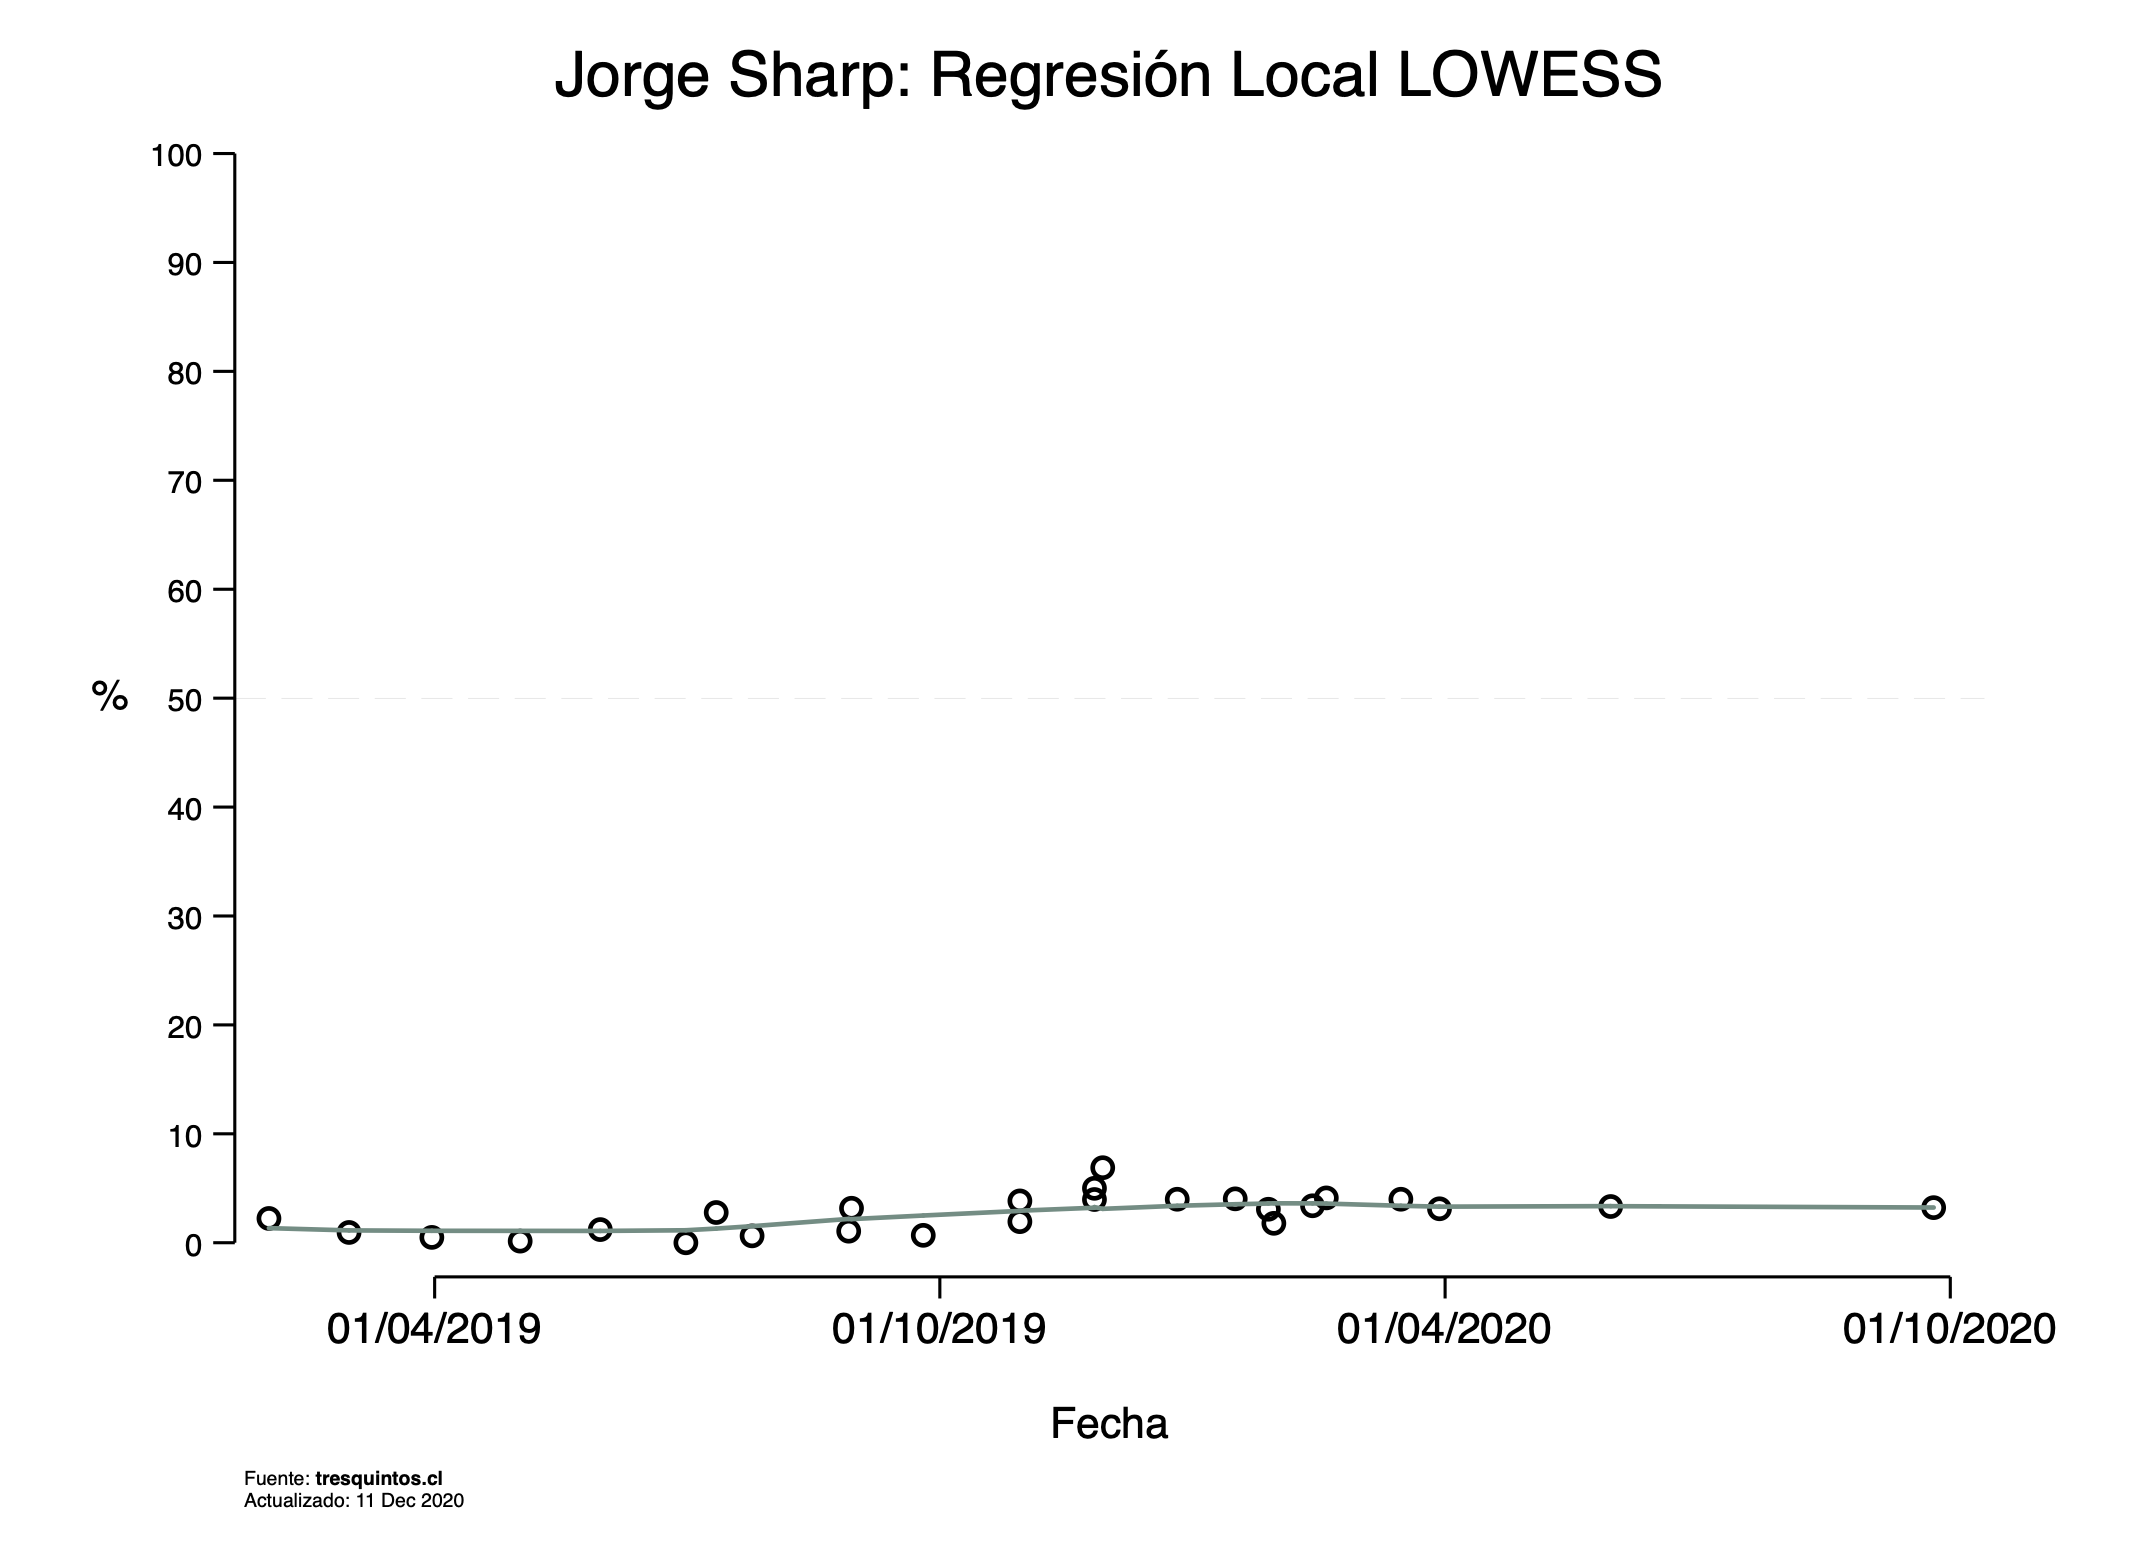 Jorge Sharp: Regresión Local LOWESS
100
90
80
70
60
50
40
30
20
10
0
%
01/04/2019 01/10/2019 01/04/2020 01/10/2020
Fecha
Fuente: tresquintos.cl
Actualizado: 11 Dec 2020